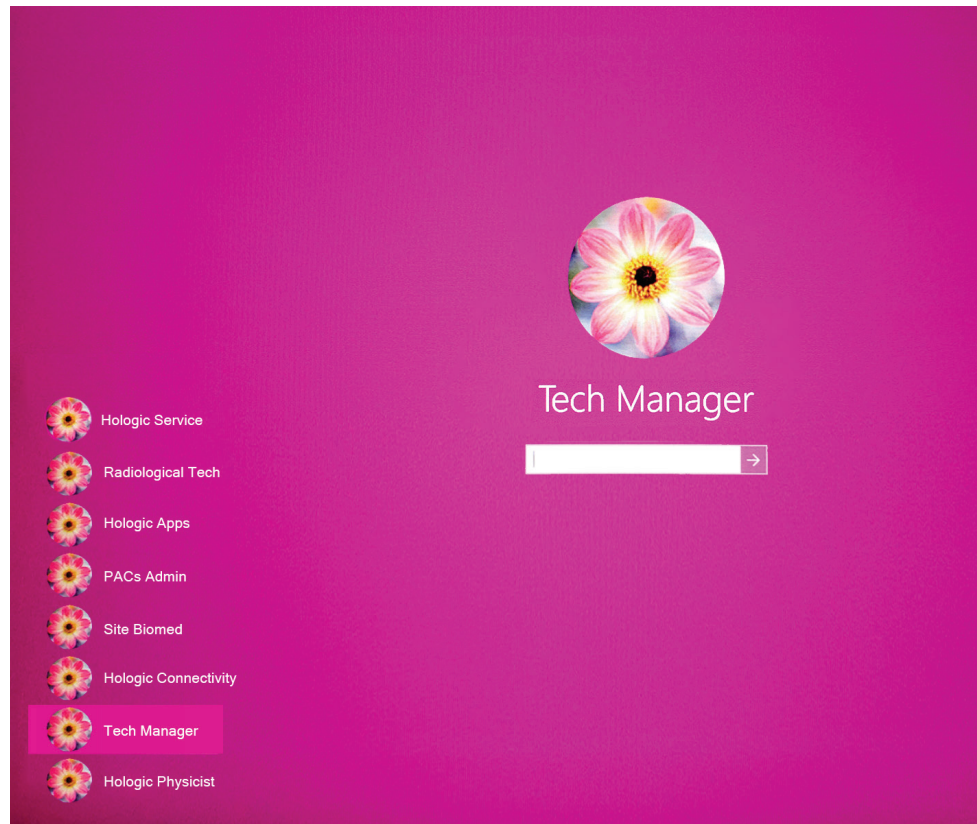 Tech Manager
Hologic Service
Radiological Tech
Hologic Apps
PACs Admin
Site Biomed
Hologic Connectivity
Tech Manager
Hologic Physicist